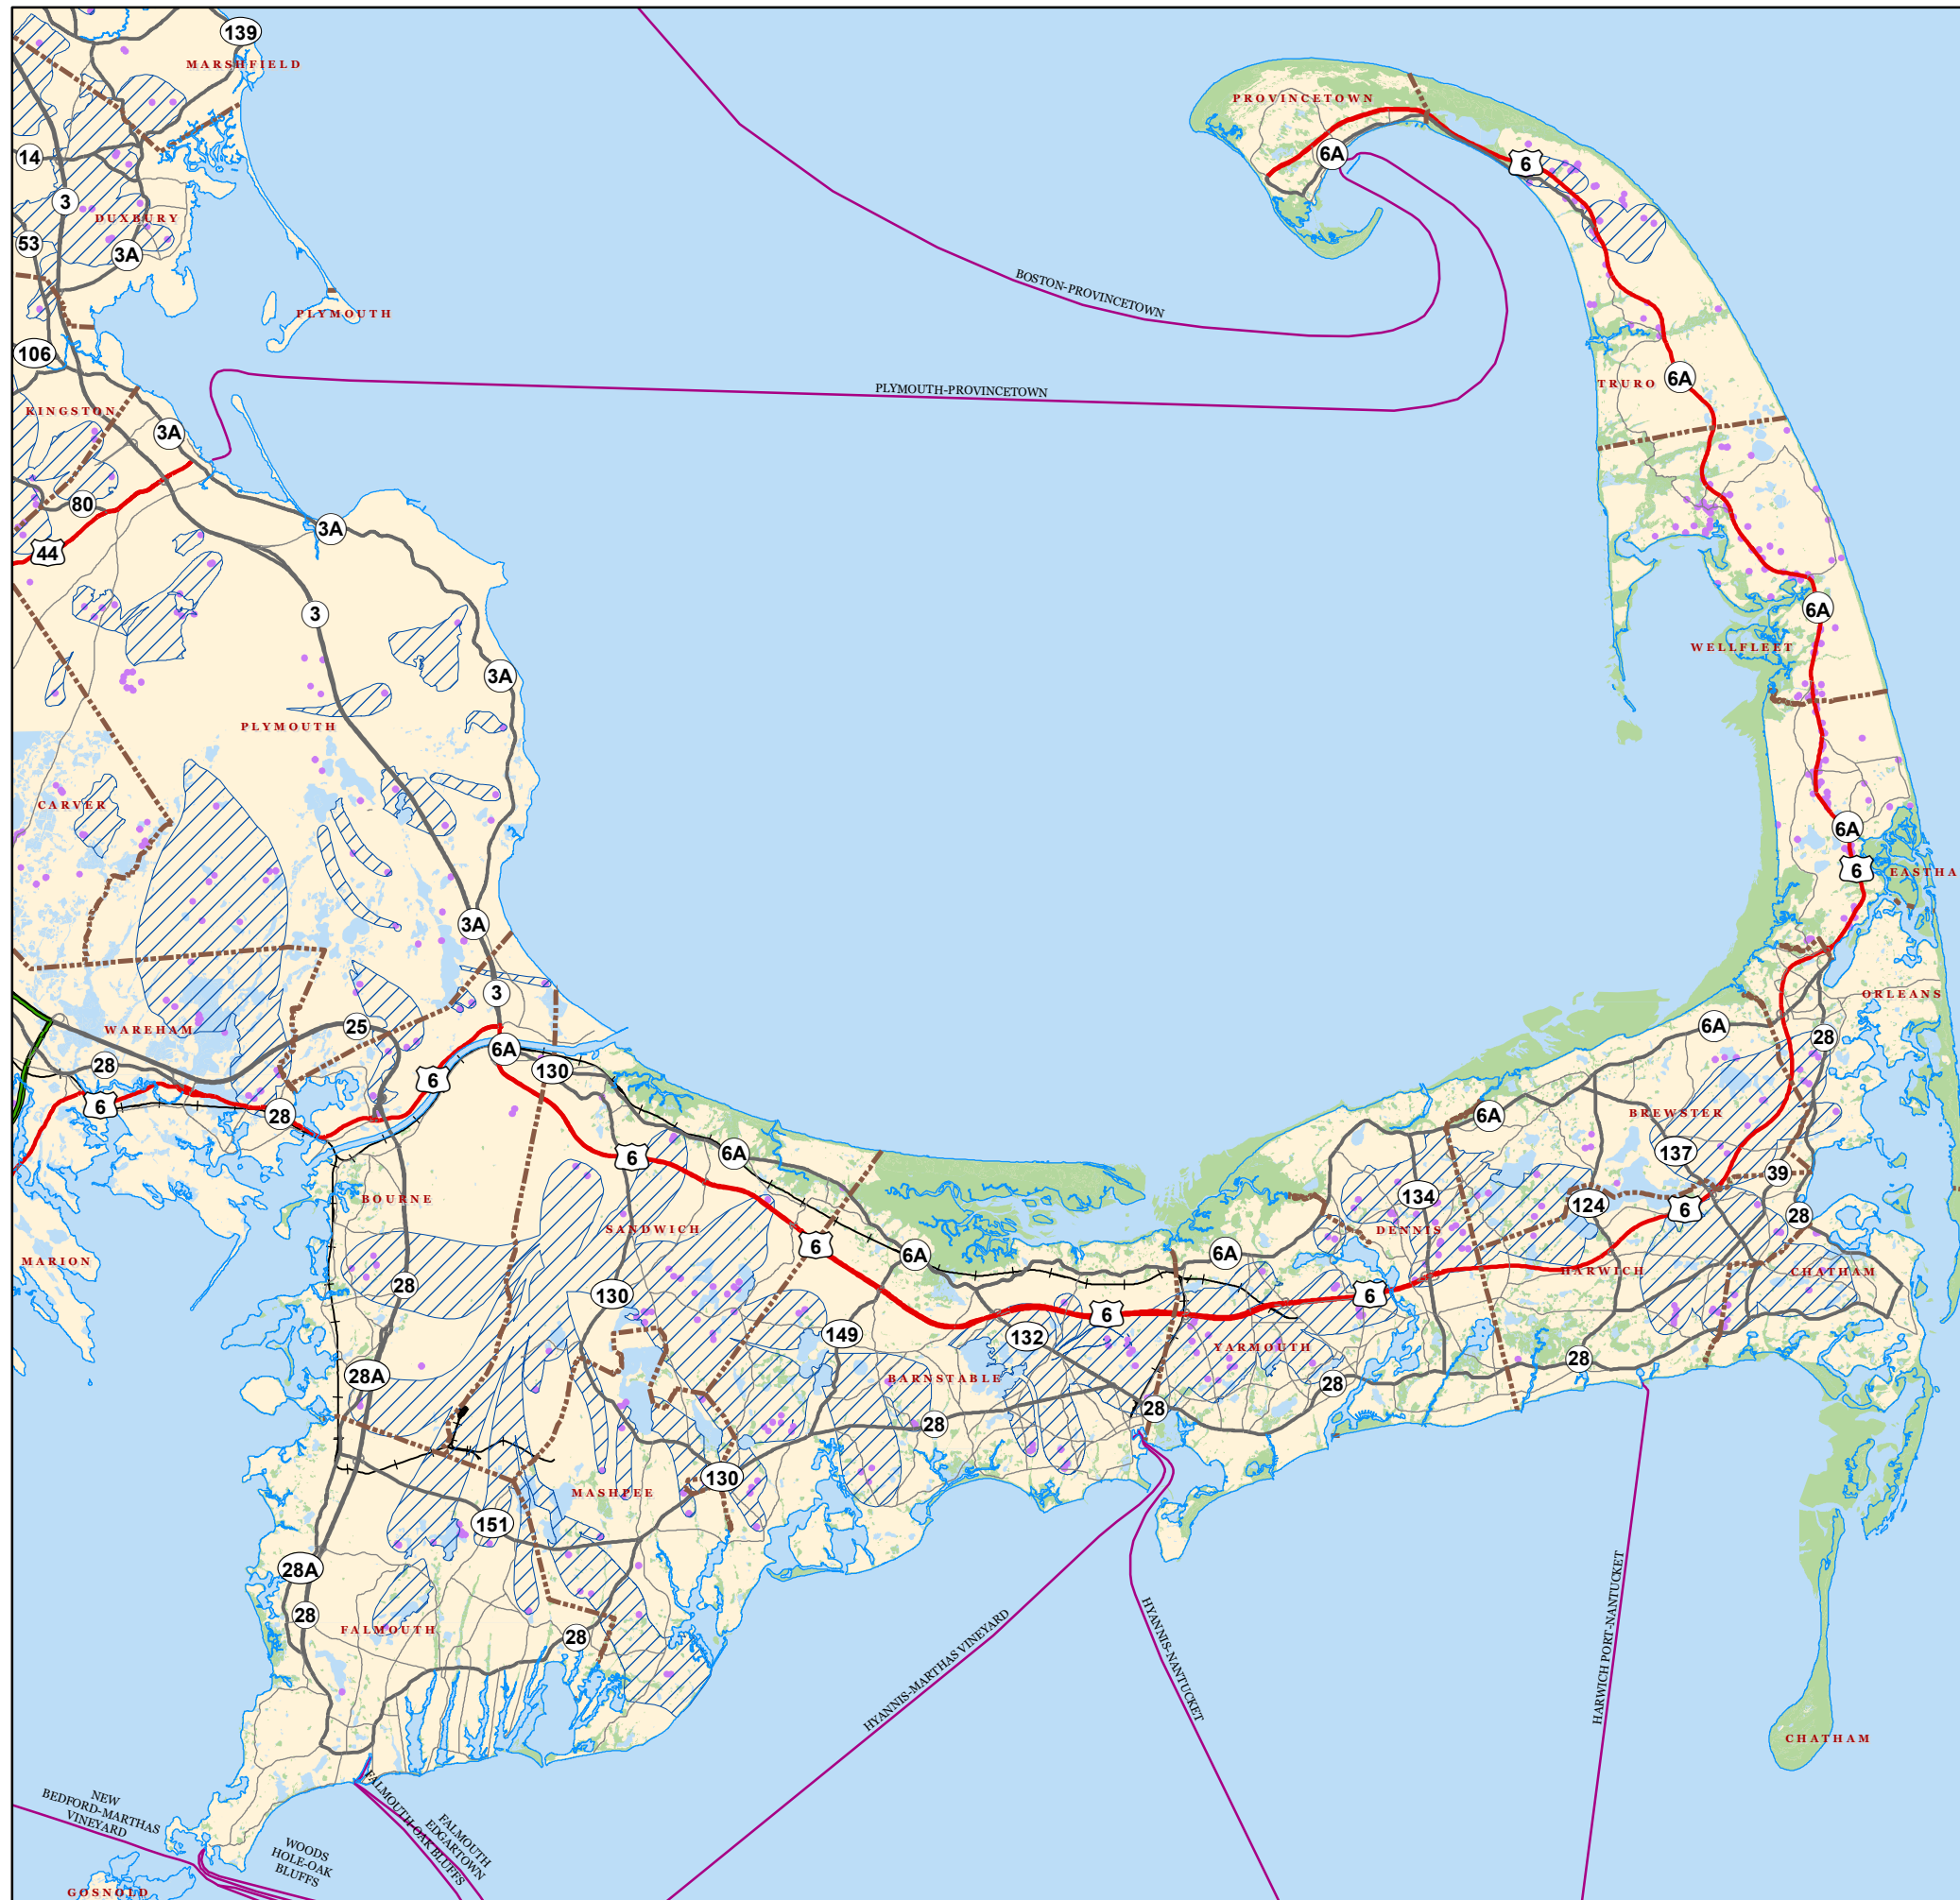 139
MARSHFIELD
PROVINCETOWN
14
6A
6
3
DUXBURY
53
3A
BOSTON-PROVINCETOWN
PLYMOUTH
106
6A
TRURO
PLYMOUTH-PROVINCETOWN
KINGSTON
3A
80
3A
44
3
6A
WELLFLEET
3A
PLYMOUTH
CARVER
6A
6
EASTHA
3A
3
ORLEANS
25
WAREHAM
6A
28
6A
28
130
6
6
28
BREWSTER
6A
137
6A
6
39
134
124
BOURNE
6
28
SANDWICH
DENNIS
6
6A
6A
MARION
HARWICH
CHATHAM
28
130
6
6
149
132
YARMOUTH
28
28A
BARNSTABLE
28
28
28
130
MASHPEE
151
28A
28
FALMOUTH
28
HYANNIS-MARTHAS VINEYARD
HYANNIS-NANTUCKET
HARWICH PORT-NANTUCKET
CHATHAM
NEW
BEDFORD-MARTHAS
VINEYARD
FALMOUTH-OAK BLUFFS
FALMOUTH
EDGARTOWN
WOODS
HOLE-OAK
BLUFFS
GOSNOLD